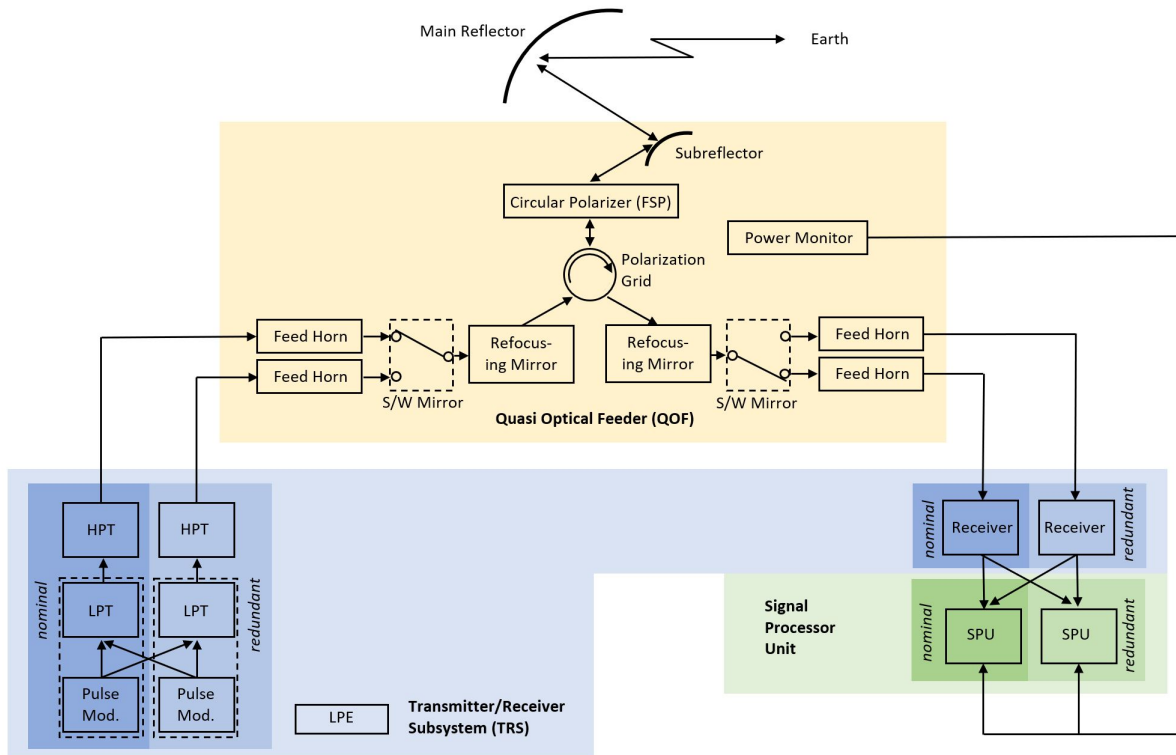 Main Reflector
Earth
Subreflector
Circular Polarizer (FSP)
Power Monitor
Polarization
Grid
Feed Horn
Feed Horn
S/W Mirror
Refocus-
ing Mirror
Refocus-
ing Mirror
S/W Mirror
Feed Horn
Feed Horn
Quasi Optical Feeder (QOF)
HPT
HPT
nominal
LPT
LPT
redundant
Pulse
Mod.
Pulse
Mod.
LPE
Transmitter/Receiver
Subsystem (TRS)
nominal
Receiver
Receiver
redundant
Signal
Processor
Unit
nominal
SPU
SPU
redundant